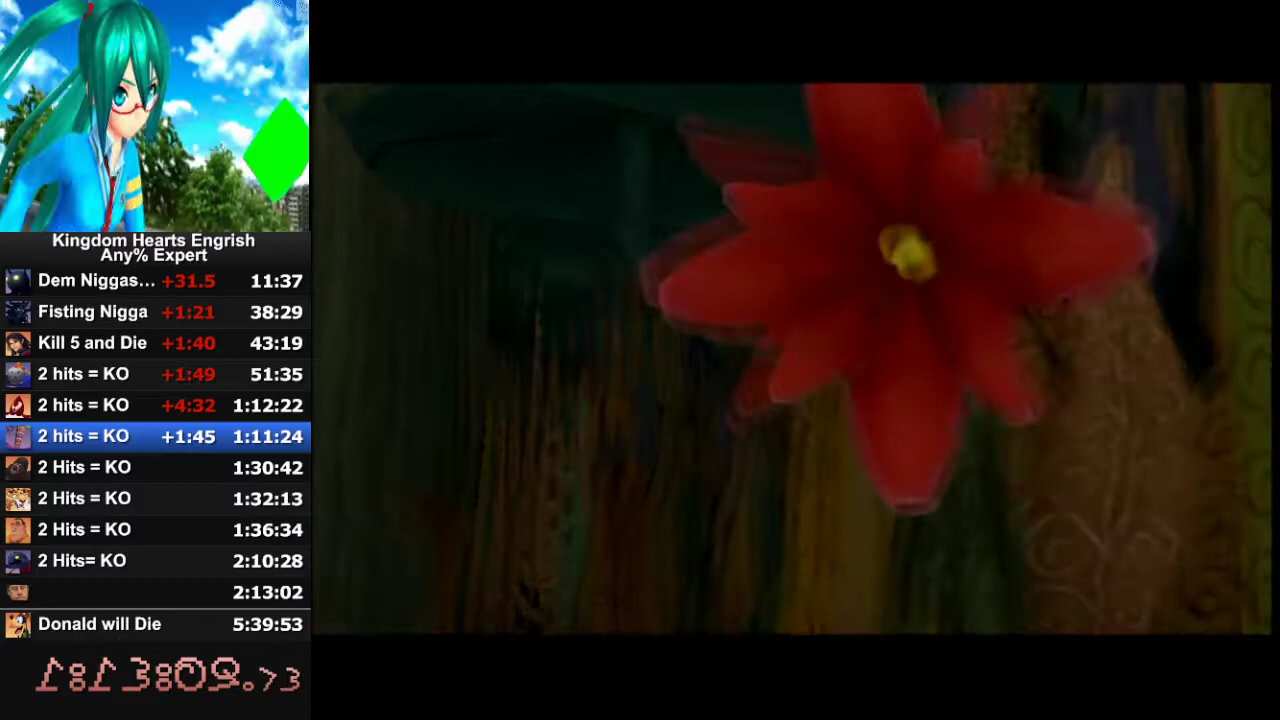 Kingdom Hearts Engrish
Any% Expert
Dem Niggas... +31.5 11:37
Fisting Nigga +1:21 38:29
Kill 5 and Die +1:40 43:19
2 hits = KO +1:49 51:35
2 hits = KO +4:32 1:12:22
2 hits = KO +1:45 1:11:24
2 Hits = KO 1:30:42
2 Hits = KO 1:32:13
2 Hits = KO 1:36:34
2 Hits= KO 2:10:28
2:13:02
Donald will Die 5:39:53